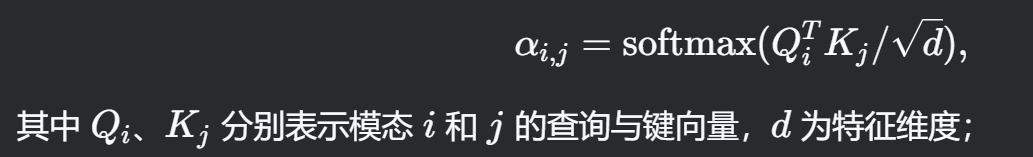 α_{i,j} = softmax(Q_i^T K_j/√d),
其中 Q_i、K_j 分别表示模态 i 和 j 的查询与键向量，d 为特征维度；